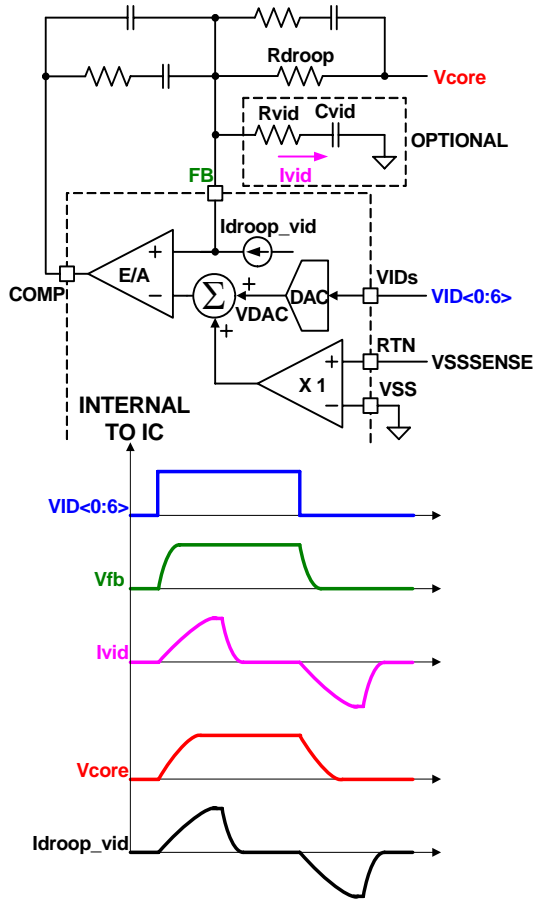 Rdroop
Vcore
Rvid
Cvid
OPTIONAL
Ivid
FB
Idroop_vid
+
E/A
−
COMP
Σ
+
+
VDAC
DAC
VIDs
VID<0:6>
RTN
+
VSSSENSE
X 1
VSS
−
INTERNAL
TO IC
VID<0:6>
Vfb
Ivid
Vcore
Idroop_vid